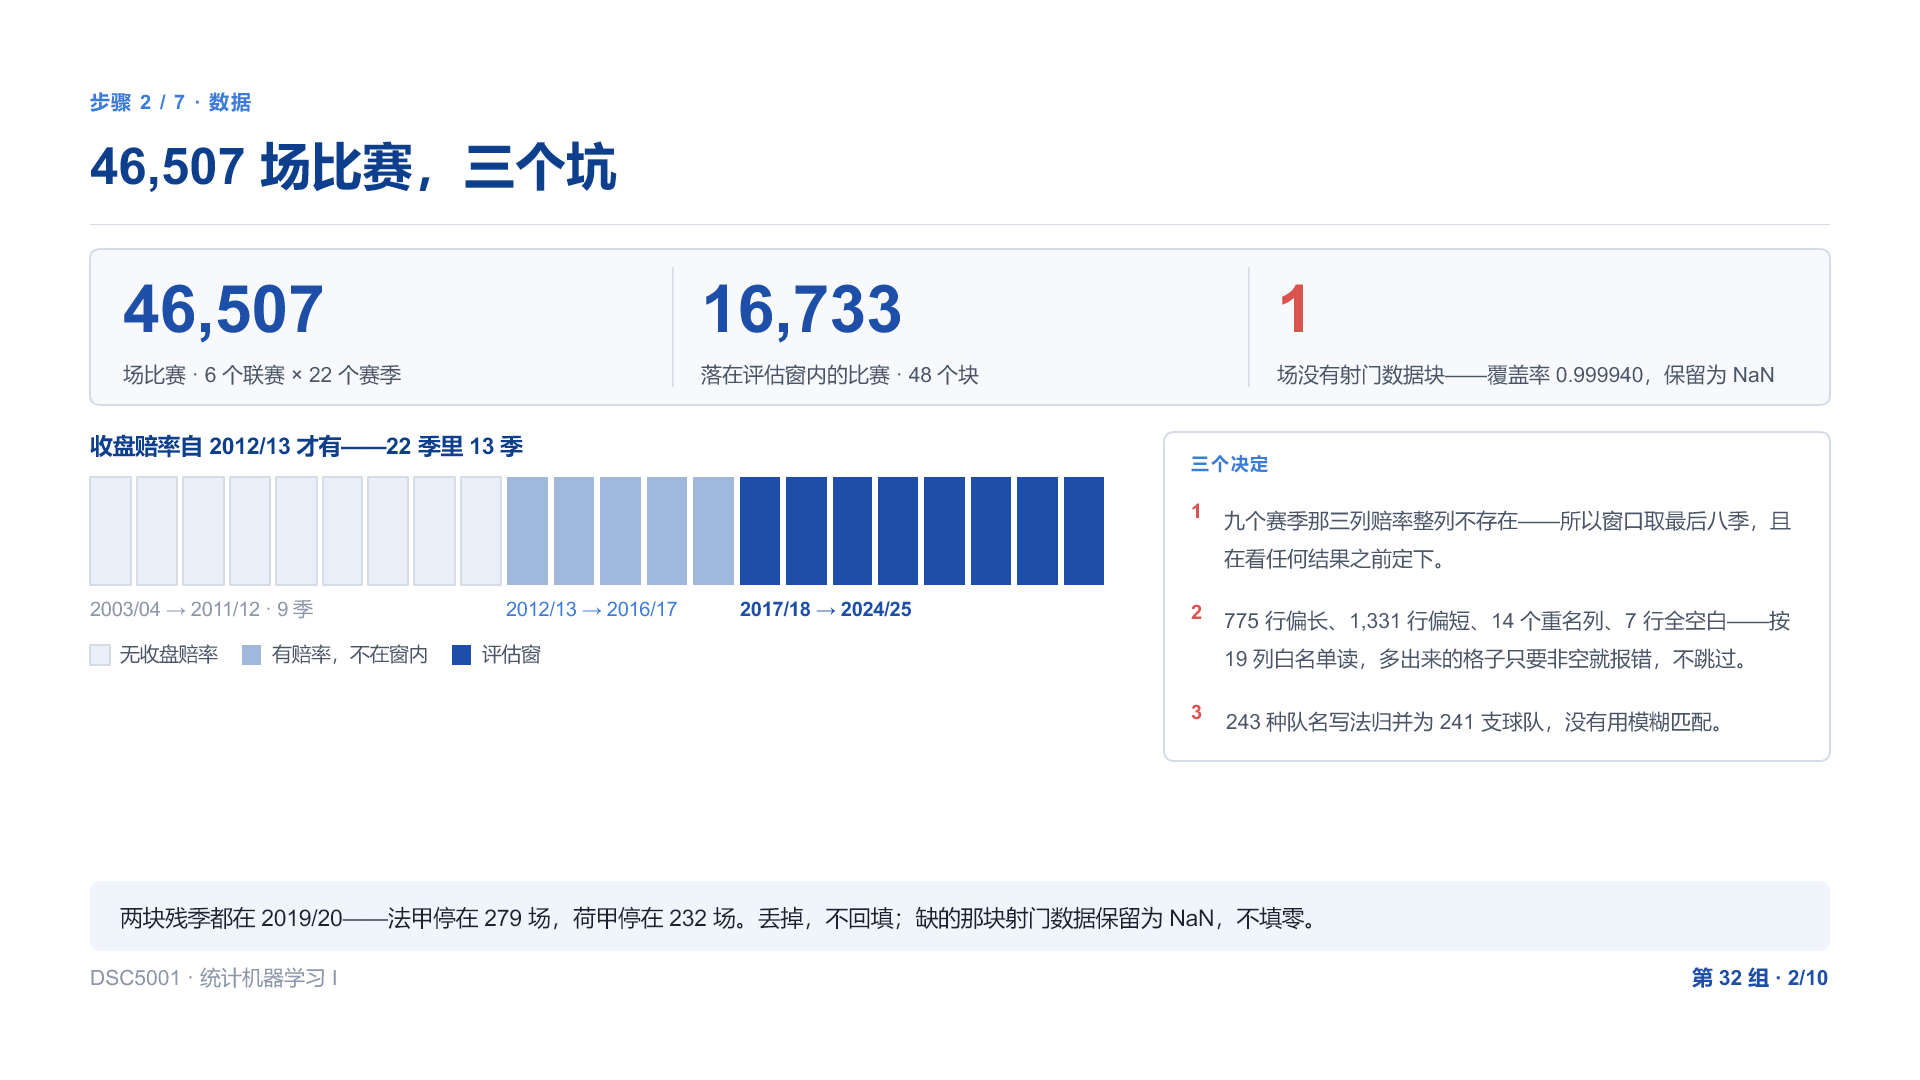 步骤 2 / 7 · 数据
46,507 场比赛，三个坑
46,507
场比赛 · 6 个联赛 × 22 个赛季
16,733
落在评估窗内的比赛 · 48 个块
1
场没有射门数据块——覆盖率 0.999940，保留为 NaN
收盘赔率自 2012/13 才有——22 季里 13 季
2003/04 → 2011/12 · 9 季
2012/13 → 2016/17
2017/18 → 2024/25
无收盘赔率
有赔率，不在窗内
评估窗
三个决定
1
九个赛季那三列赔率整列不存在——所以窗口取最后八季，且
在看任何结果之前定下。
2
775 行偏长、1,331 行偏短、14 个重名列、7 行全空白——按
19 列白名单读，多出来的格子只要非空就报错，不跳过。
3
243 种队名写法归并为 241 支球队，没有用模糊匹配。
两块残季都在 2019/20——法甲停在 279 场，荷甲停在 232 场。丢掉，不回填；缺的那块射门数据保留为 NaN，不填零。
DSC5001 · 统计机器学习 I
第 32 组 · 2/10